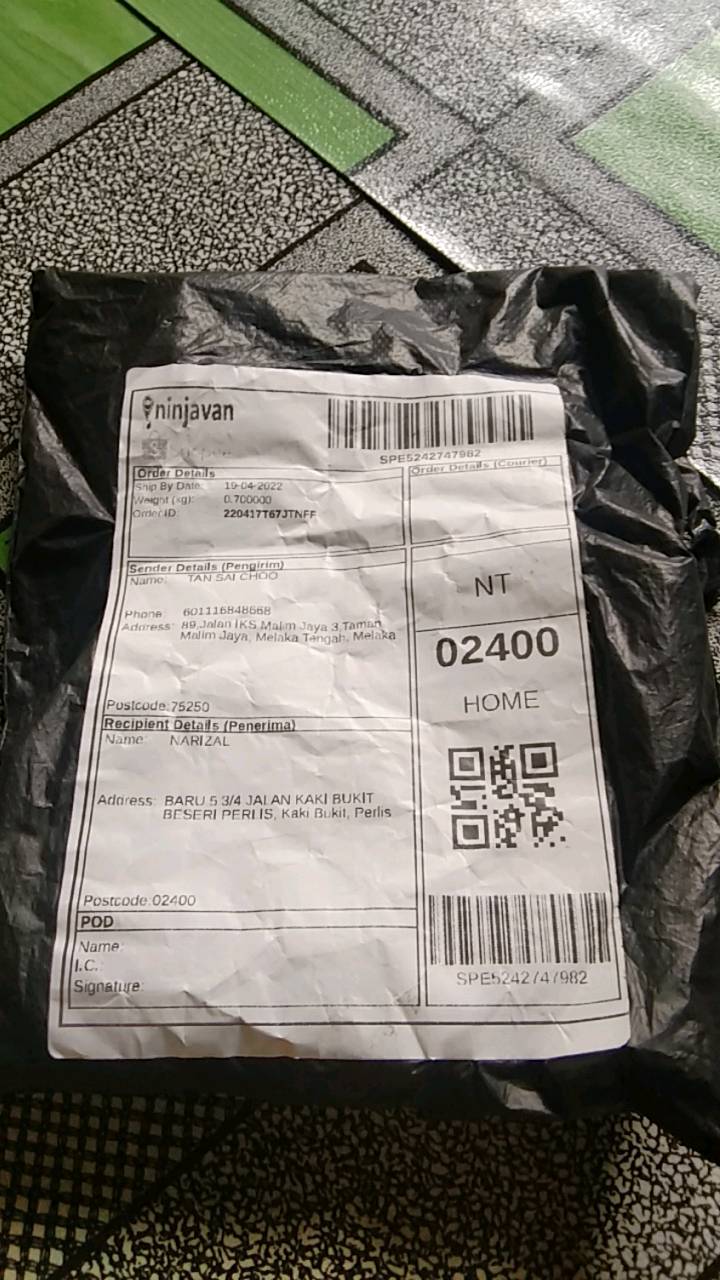 ninjavan
SPE5242747982
Order Details
Order Details (Courier)
Ship By Date: 19-04-2022
Weight (kg): 0.700000
Order ID: 220417T67JTNFF
Sender Details (Pengirim)
Name: TAN SAI CHOO
Phone: 601116848668
Address: 89,Jalan IKS Malim Jaya 3,Taman
Malim Jaya, Melaka Tengah, Melaka
Postcode:75250
NT
02400
HOME
Recipient Details (Penerima)
Name: NARIZAL
Address: BARU 5 3/4 JALAN KAKI BUKIT
BESERI PERLIS, Kaki Bukit, Perlis
Postcode:02400
POD
Name:
I.C.:
Signature:
SPE5242747982